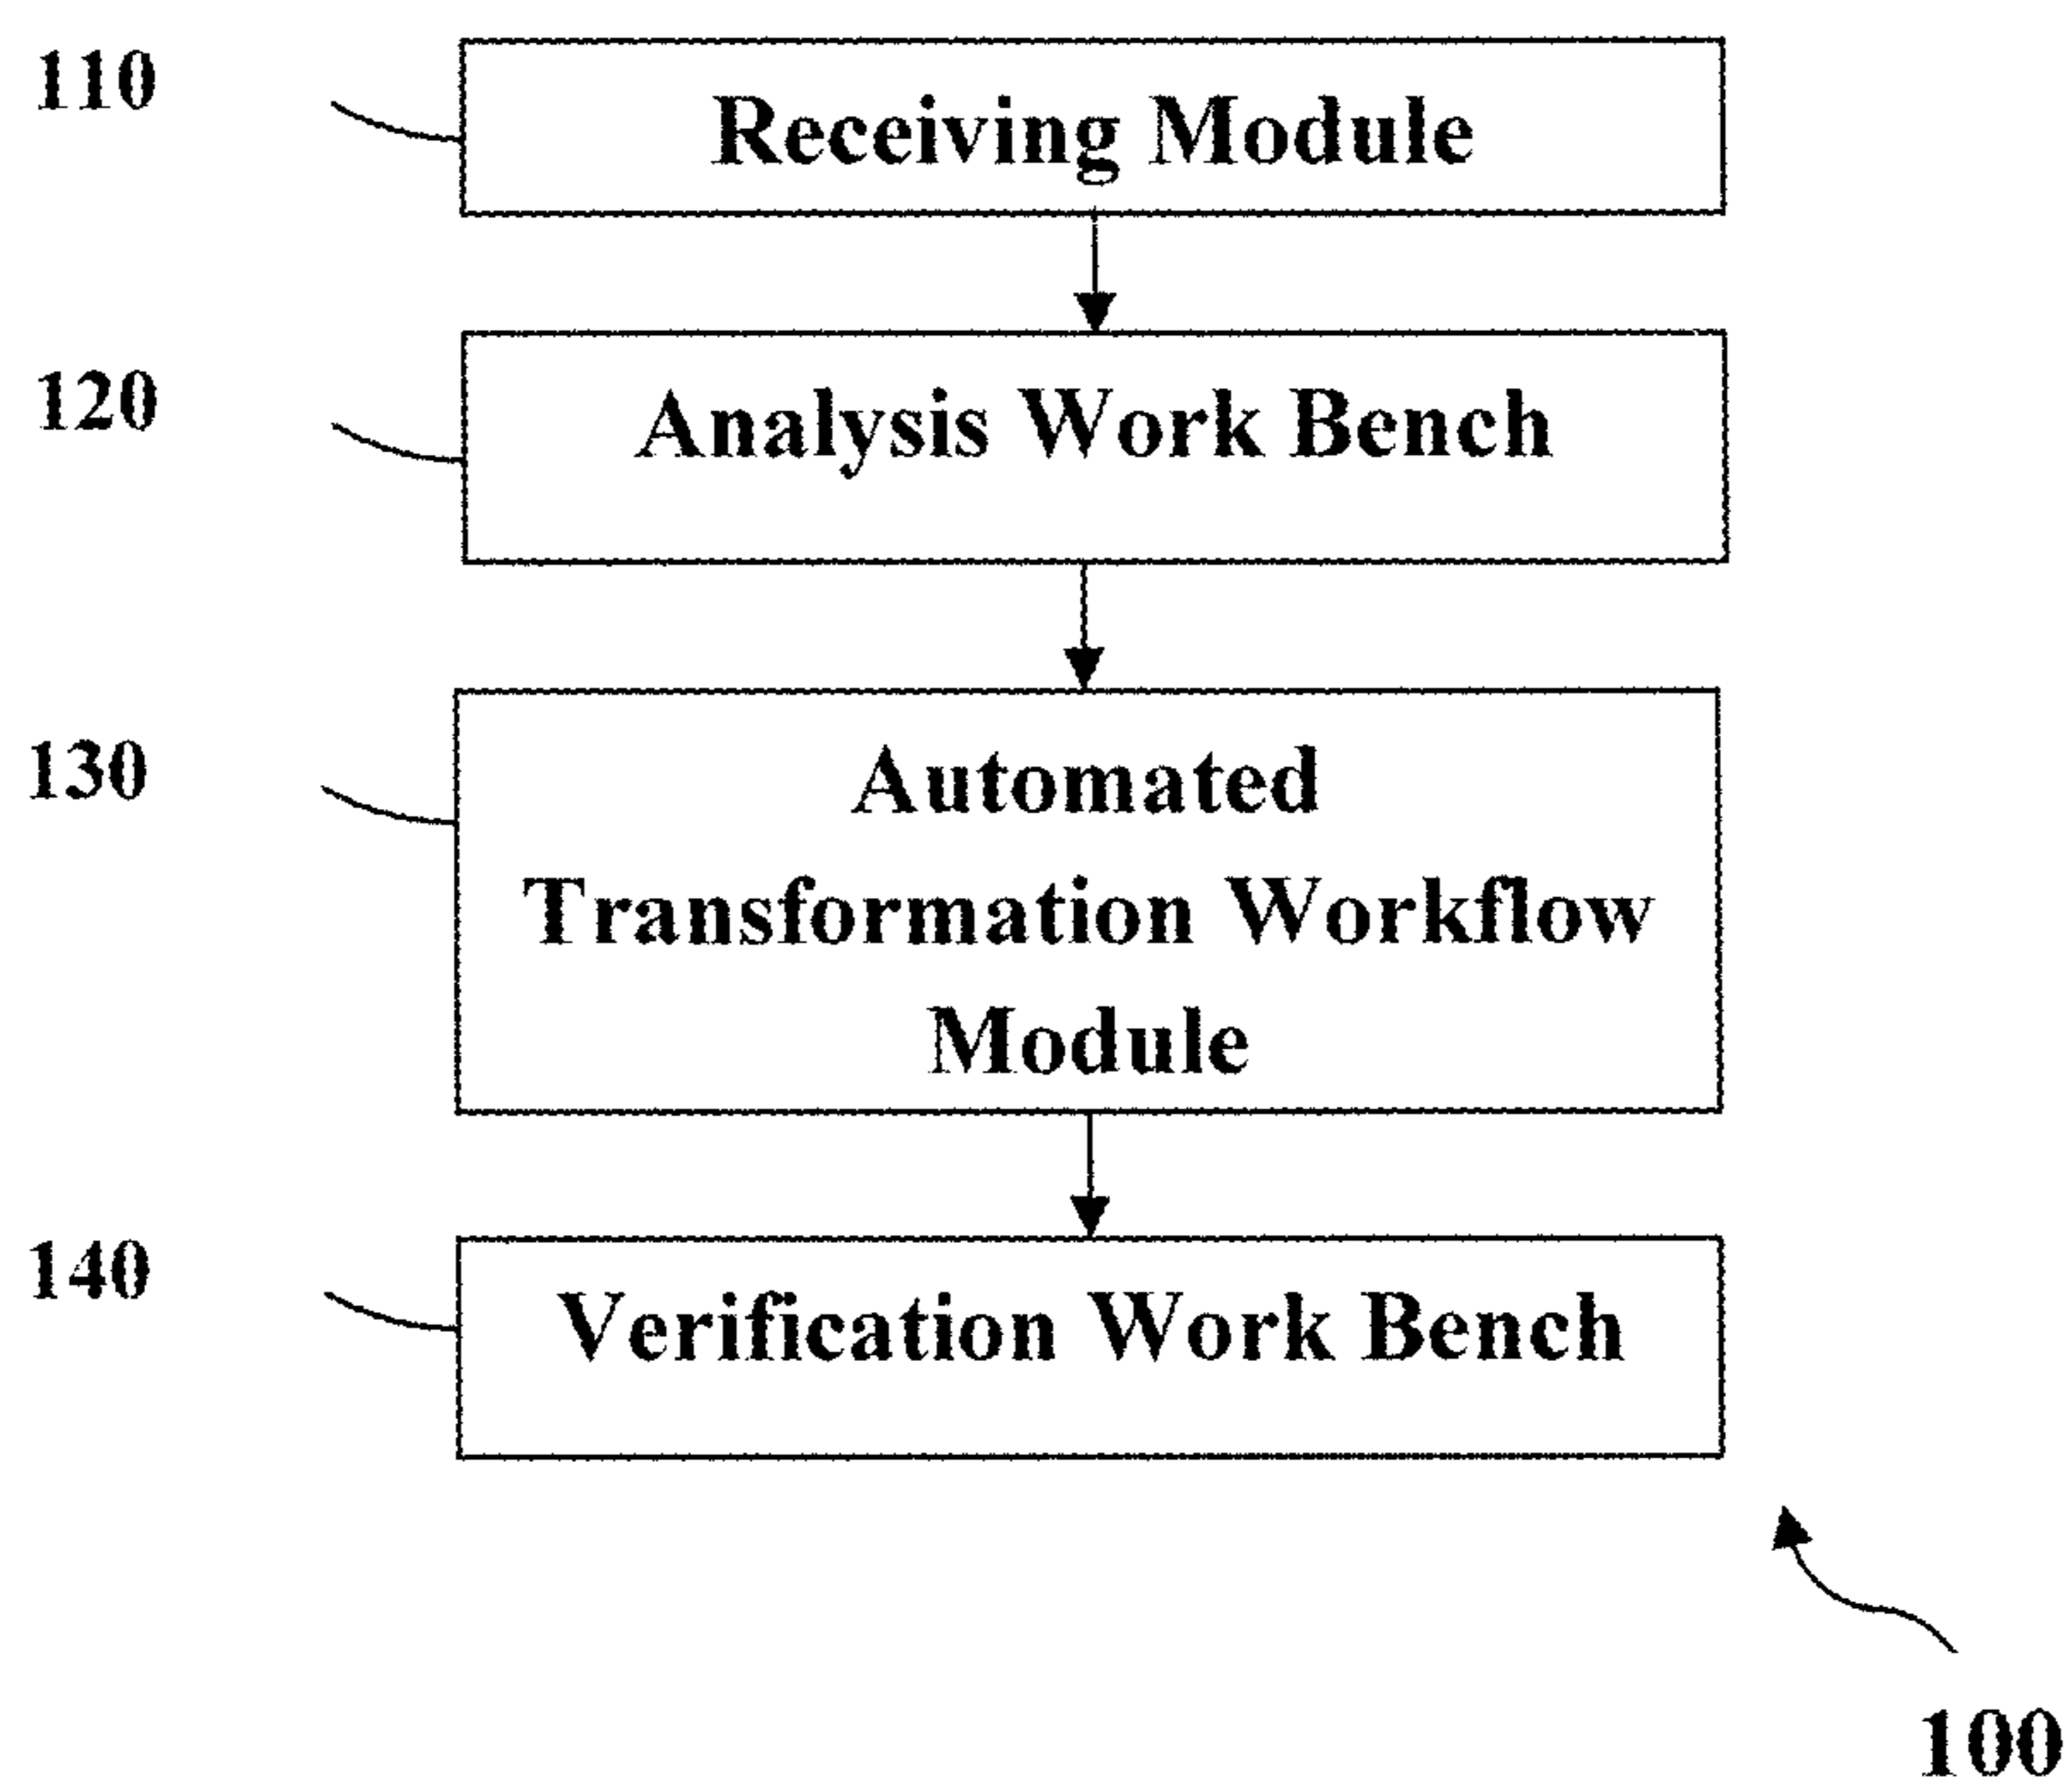 110
Receiving Module
120
Analysis Work Bench
130
Automated
Transformation Workflow
Module
140
Verification Work Bench
100